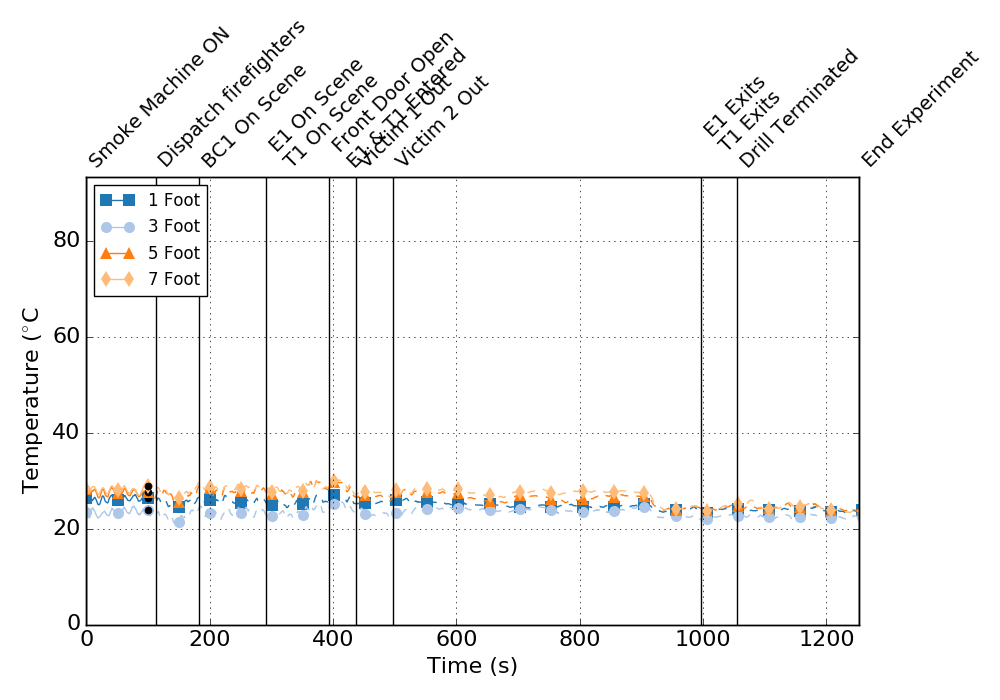 Smoke Machine ON
Dispatch firefighters
BC1 On Scene
E1 On Scene
T1 On Scene
Front Door Open
E1 & T1 Entered
Victim 1 Out
Victim 2 Out
E1 Exits
T1 Exits
Drill Terminated
End Experiment
1 Foot
3 Foot
5 Foot
7 Foot
Temperature (°C
80
60
40
20
0
0 200 400 600 800 1000 1200
Time (s)